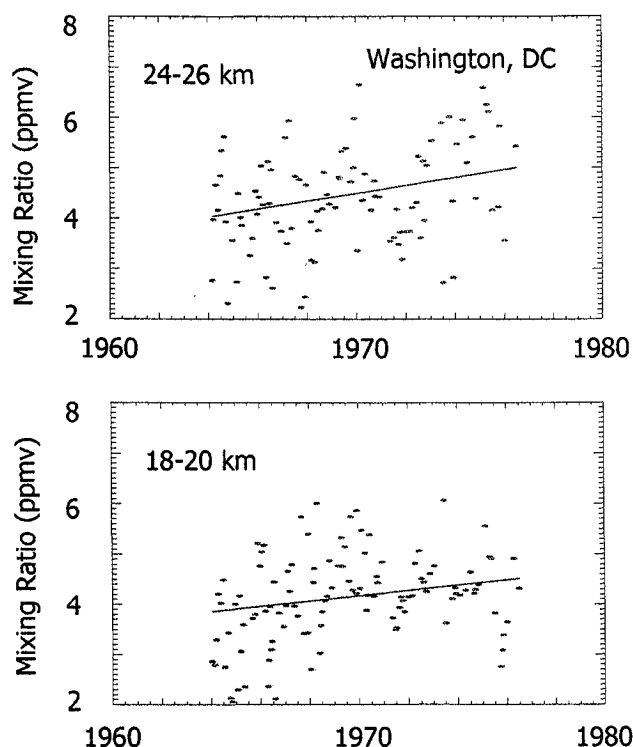 8
24-26 km
Washington, DC
6
4
2
Mixing Ratio (ppmv)
1960
1970
1980
8
18-20 km
6
4
2
Mixing Ratio (ppmv)
1960
1970
1980